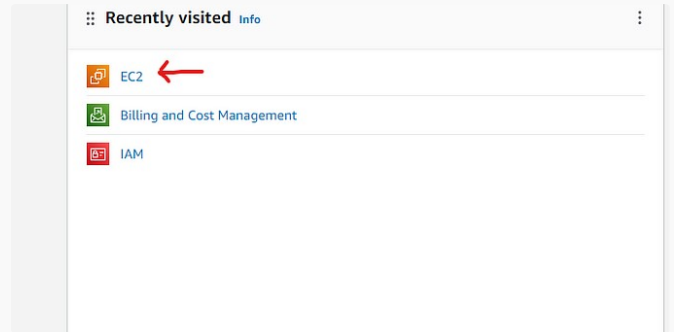 Recently visited Info
EC2
Billing and Cost Management
IAM